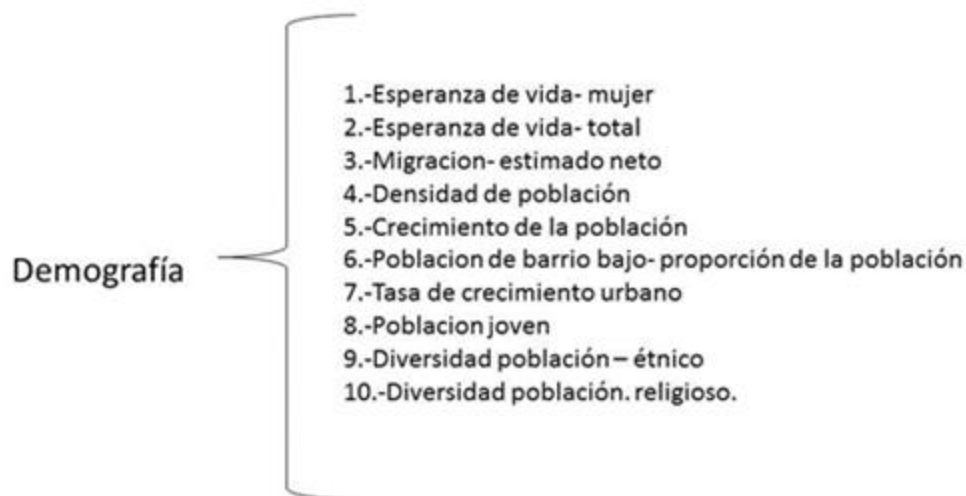 Demografía
1.-Esperanza de vida- mujer
2.-Esperanza de vida- total
3.-Migracion- estimado neto
4.-Densidad de población
5.-Crecimiento de la población
6.-Poblacion de barrio bajo- proporción de la población
7.-Tasa de crecimiento urbano
8.-Poblacion joven
9.-Diversidad población – étnico
10.-Diversidad población. religioso.